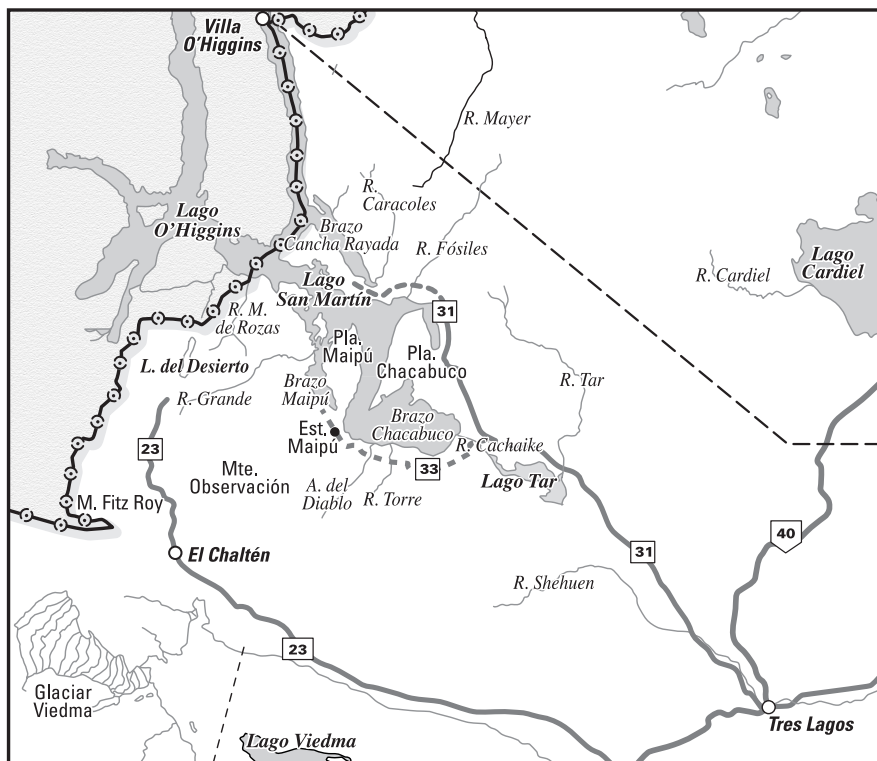 Villa
O'Higgins
R. Mayer
R.
Caracoles
Lago
O'Higgins
Brazo
Cancha Rayada
R. Fósiles
Lago
Cardiel
R. Cardiel
Lago
San Martín
31
R. M.
de Rozas
Pla.
Maipú
Pla.
Chacabuco
L. del Desierto
R. Tar
Brazo
Maipú
R. Grande
Brazo
Chacabuco
Est.
Maipú
R. Cachaike
23
33
Mte.
Observación
Lago Tar
A. del
Diablo
R. Torre
M. Fitz Roy
40
El Chaltén
31
R. Shehuen
23
Glaciar
Viedma
Tres Lagos
Lago Viedma